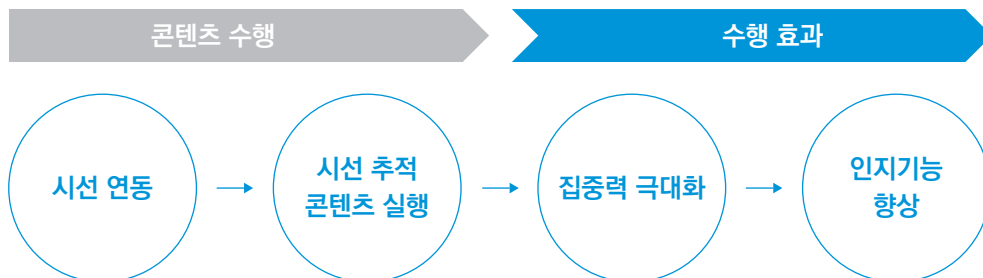 콘텐츠 수행
수행 효과
시선 연동
시선 추적
콘텐츠 실행
집중력 극대화
인지기능
향상